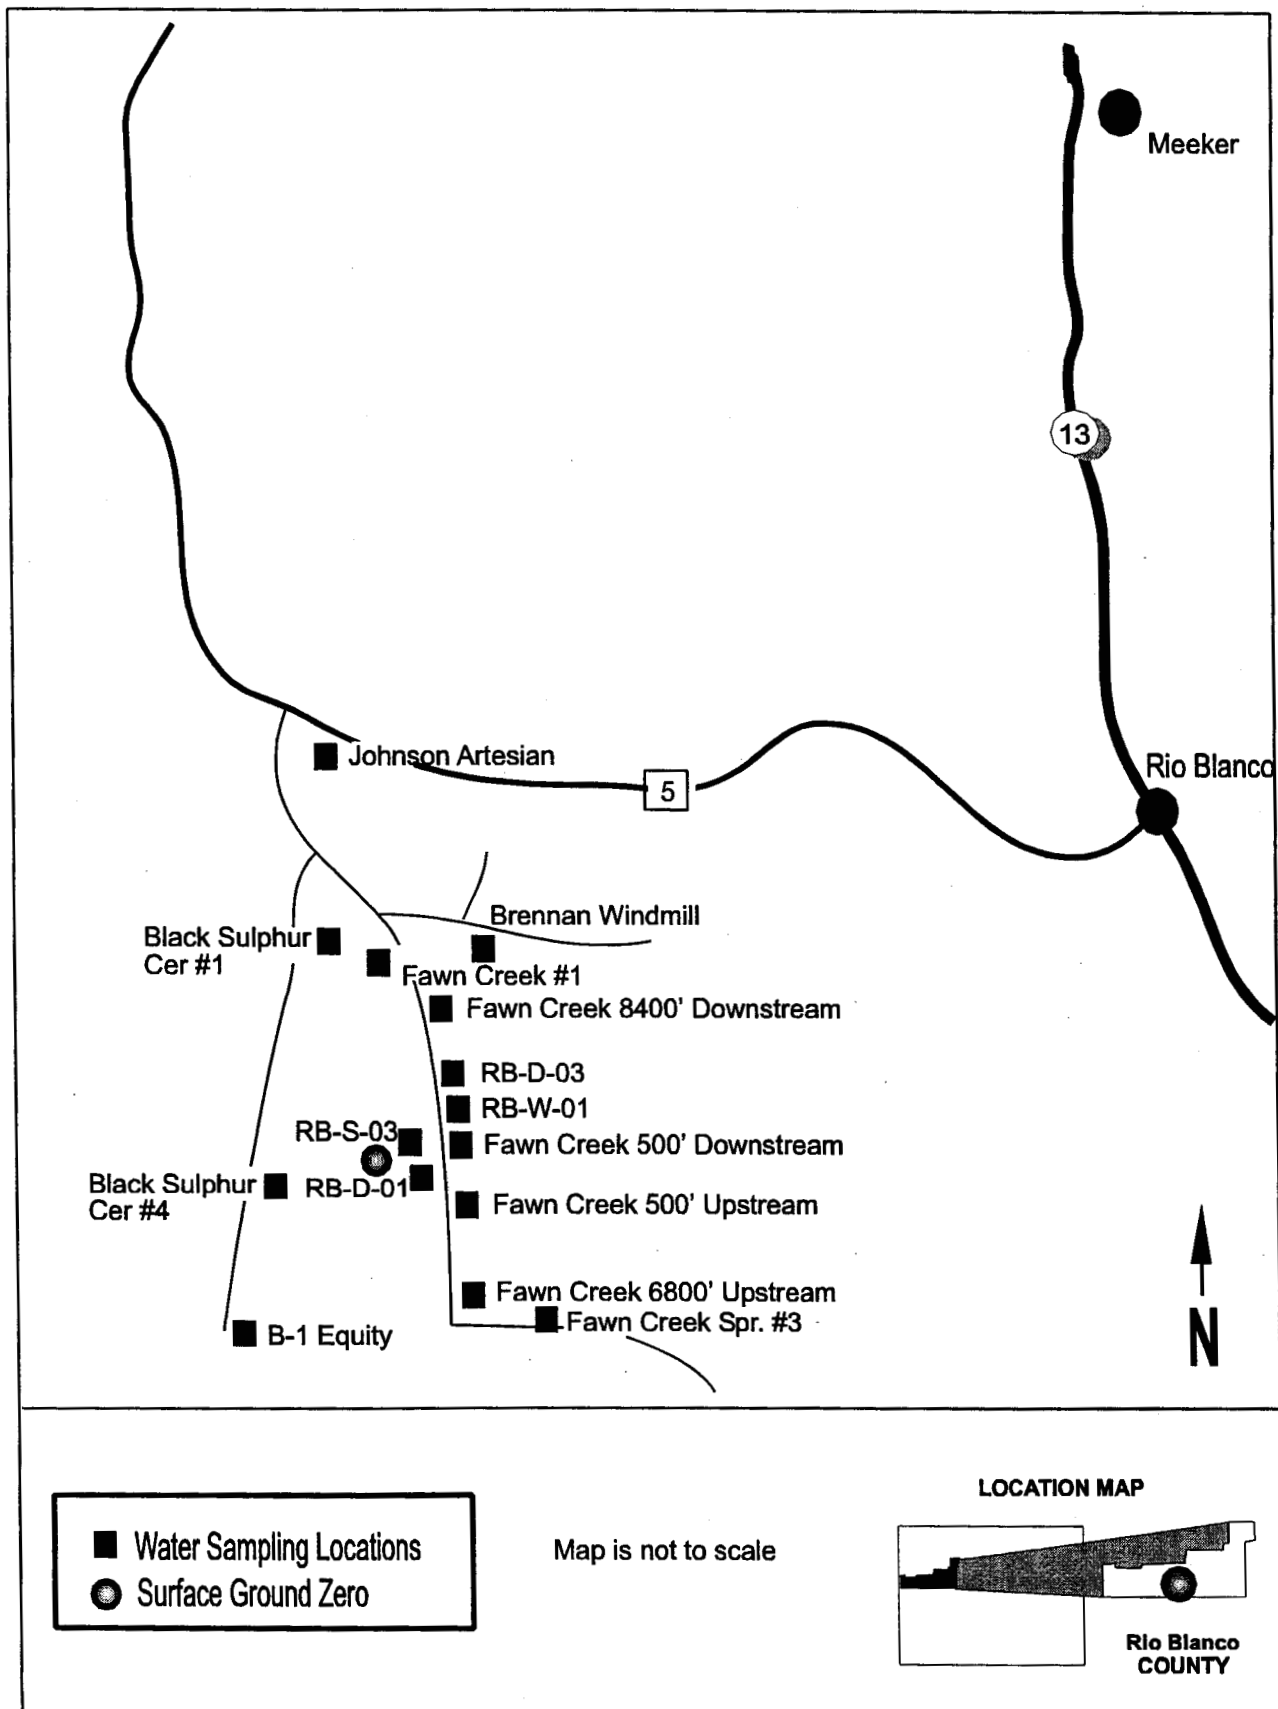 Meeker
13
Johnson Artesian
Rio Blanco
5
Brennan Windmill
Black Sulphur
Cer #1
Fawn Creek #1
Fawn Creek 8400' Downstream
RB-D-03
RB-W-01
RB-S-03
Fawn Creek 500' Downstream
Black Sulphur
Cer #4
RB-D-01
Fawn Creek 500' Upstream
Fawn Creek 6800' Upstream
Fawn Creek Spr. #3
B-1 Equity
N
Water Sampling Locations
Surface Ground Zero
Map is not to scale
LOCATION MAP
Rio Blanco
COUNTY